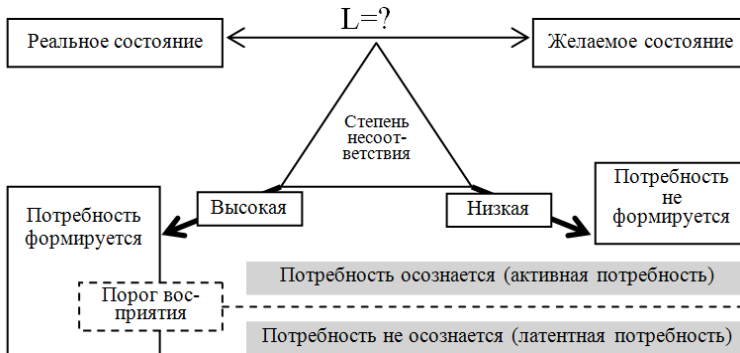 L=?
Реальное состояние
Желаемое состояние
Степень
несоот-
ветствия
Высокая
Низкая
Потребность
не
формируется
Потребность
формируется
Порог вос-
приятия
Потребность осознается (активная потребность)
Потребность не осознается (латентная потребность)